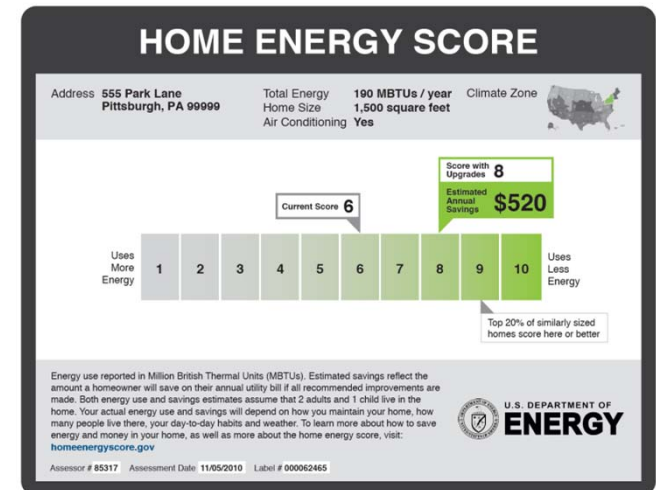 HOME ENERGY SCORE
Address 555 Park Lane
Pittsburgh, PA 99999
Total Energy 190 MBTUs / year
Home Size 1,500 square feet
Air Conditioning Yes
Climate Zone
Score with
Upgrades 8
Estimated
Annual
Savings $520
Current Score 6
Uses
More
Energy
1 2 3 4 5 6 7 8 9 10
Uses
Less
Energy
Top 20% of similarly sized
homes score here or better
Energy use reported in Million British Thermal Units (MBTUs). Estimated savings reflect the
amount a homeowner will save on their annual utility bill if all recommended improvements are
made. Both energy use and savings estimates assume that 2 adults and 1 child live in the
home. Your actual energy use and savings will depend on how you maintain your home, how
many people live there, your day-to-day habits and weather. To learn more about how to save
energy and money in your home, as well as more about the home energy score, visit:
homeenergyscore.gov
U.S. DEPARTMENT OF
ENERGY
Assessor # 85317 Assessment Date 11/05/2010 Label # 000062465